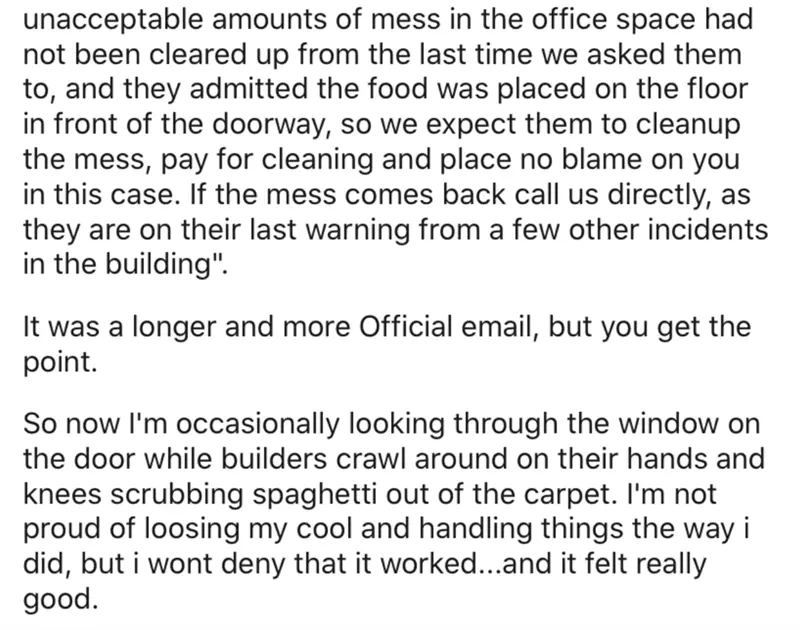 unacceptable amounts of mess in the office space had
not been cleared up from the last time we asked them
to, and they admitted the food was placed on the floor
in front of the doorway, so we expect them to cleanup
the mess, pay for cleaning and place no blame on you
in this case. If the mess comes back call us directly, as
they are on their last warning from a few other incidents
in the building".
It was a longer and more Official email, but you get the
point.
So now I'm occasionally looking through the window on
the door while builders crawl around on their hands and
knees scrubbing spaghetti out of the carpet. I'm not
proud of loosing my cool and handling things the way i
did, but i wont deny that it worked...and it felt really
good.